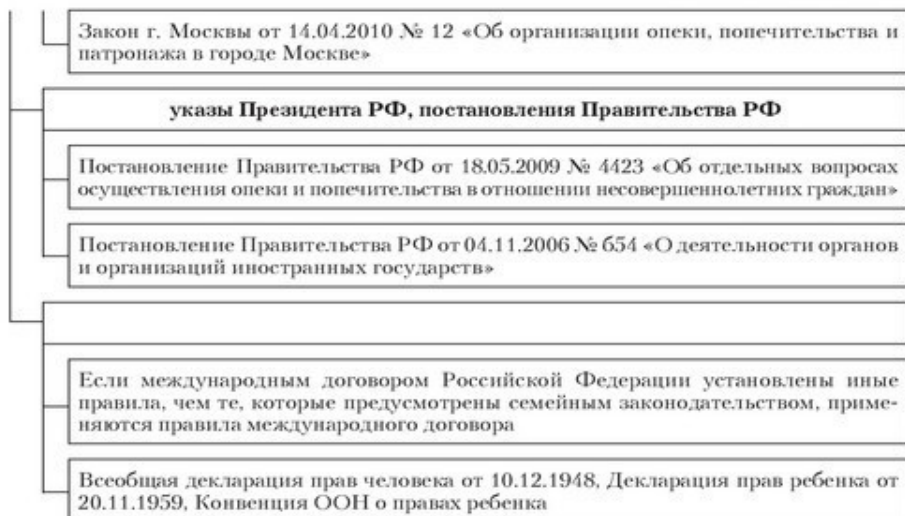 Закон г. Москвы от 14.04.2010 № 12 «Об организации опеки, попечительства и
патронажа в городе Москве»
указы Президента РФ, постановления Правительства РФ
Постановление Правительства РФ от 18.05.2009 № 4423 «Об отдельных вопросах
осуществления опеки и попечительства в отношении несовершеннолетних граждан»
Постановление Правительства РФ от 04.11.2006 № 654 «О деятельности органов
и организаций иностранных государств»
Если международным договором Российской Федерации установлены иные
правила, чем те, которые предусмотрены семейным законодательством, приме-
няются правила международного договора
Всеобщая декларация прав человека от 10.12.1948, Декларация прав ребенка от
20.11.1959, Конвенция ООН о правах ребенка